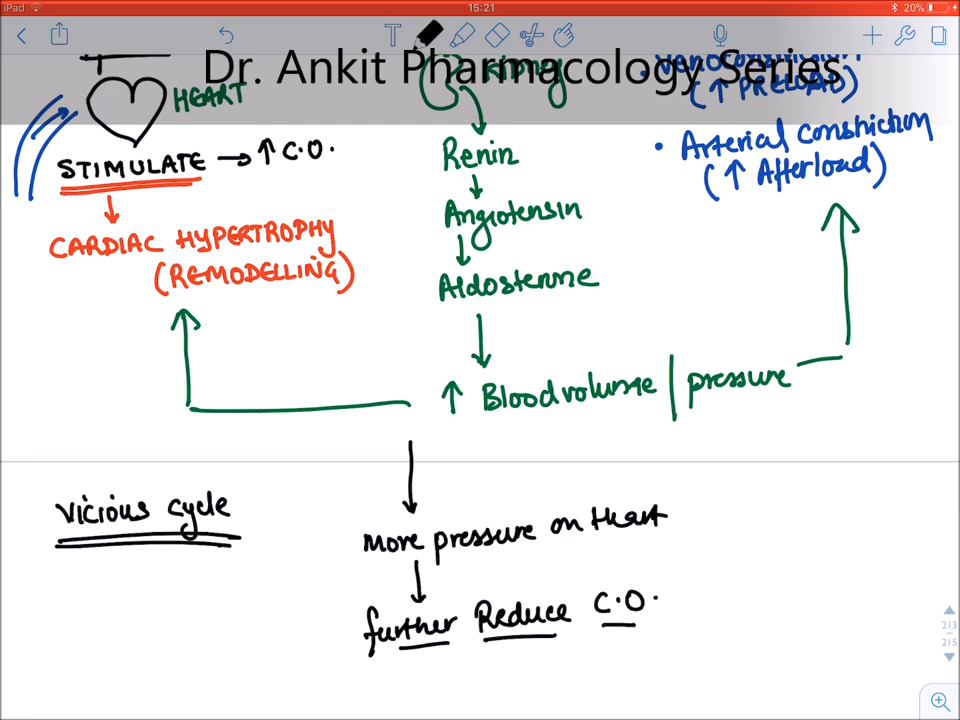 iPad
15:21
20%
T
Dr. Ankit Pharmacology Series
HEART
KIDNEY
(↑ PRELOAD)
• Arterial constriction
(↑ Afterload)
STIMULATE → ↑ C.O.
Renin
Angiotensin
CARDIAC HYPERTROPHY
(REMODELLING)
Aldosterone
↑ Blood volume | pressure
Vicious cycle
More pressure on Heart
further Reduce C.O.
213
215